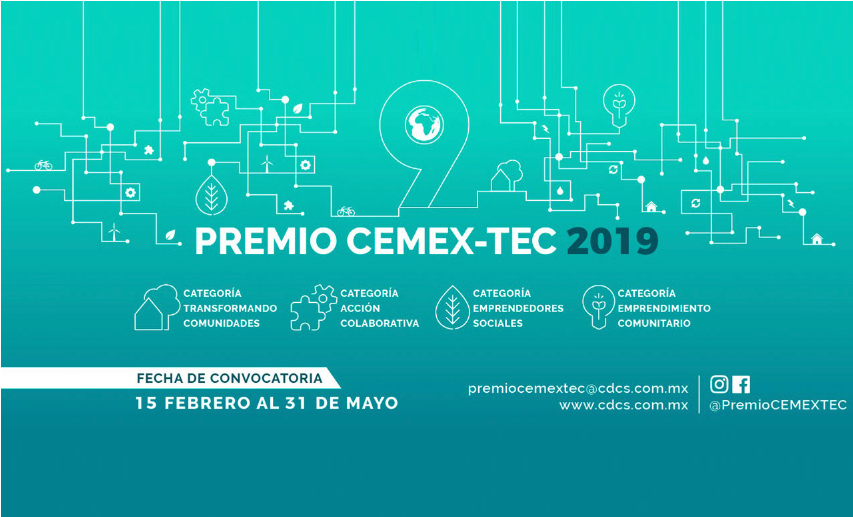 9
PREMIO CEMEX-TEC 2019
CATEGORÍA
TRANSFORMANDO
COMUNIDADES
CATEGORÍA
ACCIÓN
COLABORATIVA
CATEGORÍA
EMPRENDEDORES
SOCIALES
CATEGORÍA
EMPRENDIMIENTO
COMUNITARIO
FECHA DE CONVOCATORIA
15 FEBRERO AL 31 DE MAYO
premiocemextec@cdcs.com.mx
www.cdcs.com.mx
@PremioCEMEXTEC